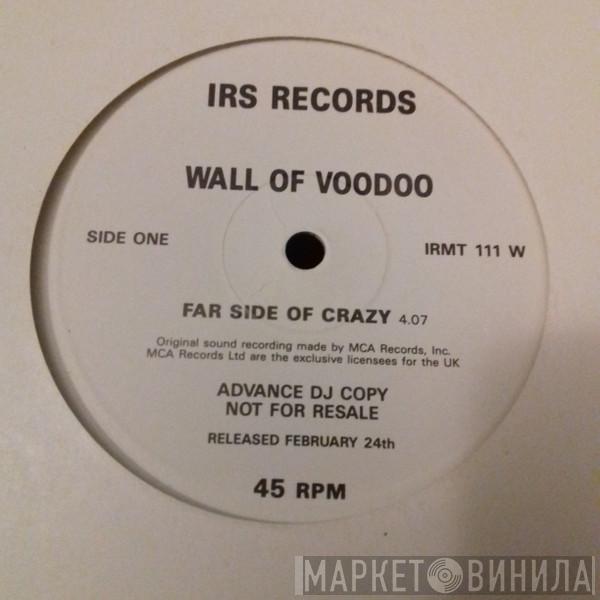 IRS RECORDS
WALL OF VOODOO
SIDE ONE
IRMT 111 W
FAR SIDE OF CRAZY 4.07
Original sound recording made by MCA Records, Inc.
MCA Records Ltd are the exclusive licensees for the UK
ADVANCE DJ COPY
NOT FOR RESALE
RELEASED FEBRUARY 24th
45 RPM
МАРКЕТ ВИНИЛА